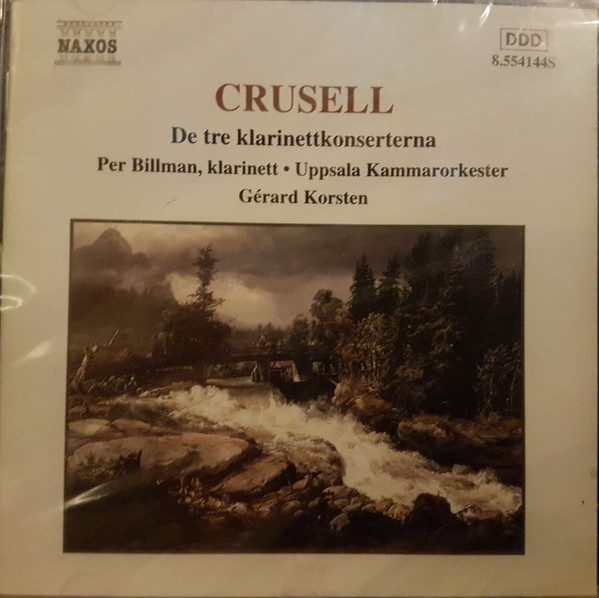 NAXOS
DDD
8.554144S
CRUSELL
De tre klarinettkonserterna
Per Billman, klarinett • Uppsala Kammarorkester
Gérard Korsten